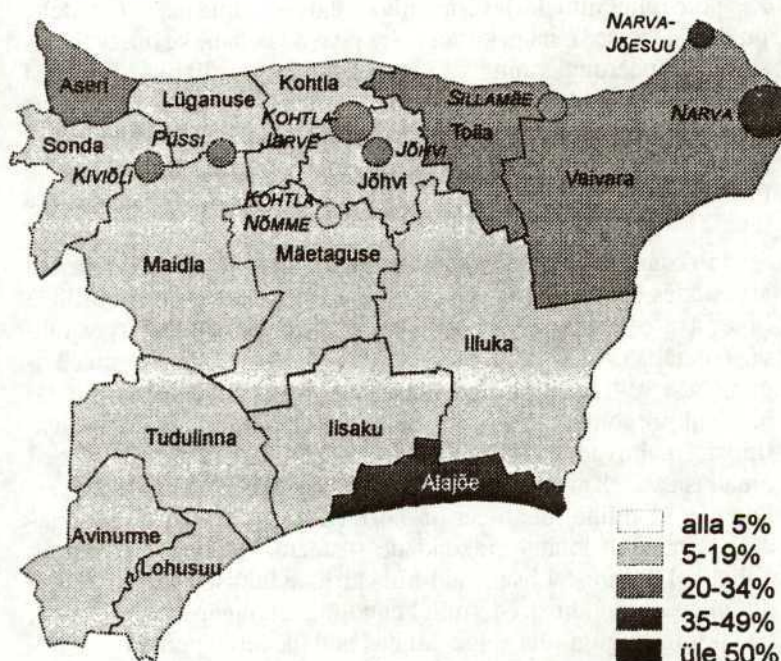 NARVA-
JÕESUU
Aseri
Kohtla
Lüganuse
SILLAMÄE
KOHTLA-
JÄRVE
NARVA
Sonda
PÜSSI
Toila
JÕHVI
KIVIÕLI
Jõhvi
Vaivara
KOHTLA
NÕMME
Maidla
Mäetaguse
Illuka
Tudulinna
Iisaku
Alajõe
Avinurme
Lohusuu
alla 5%
5-19%
20-34%
35-49%
üle 50%